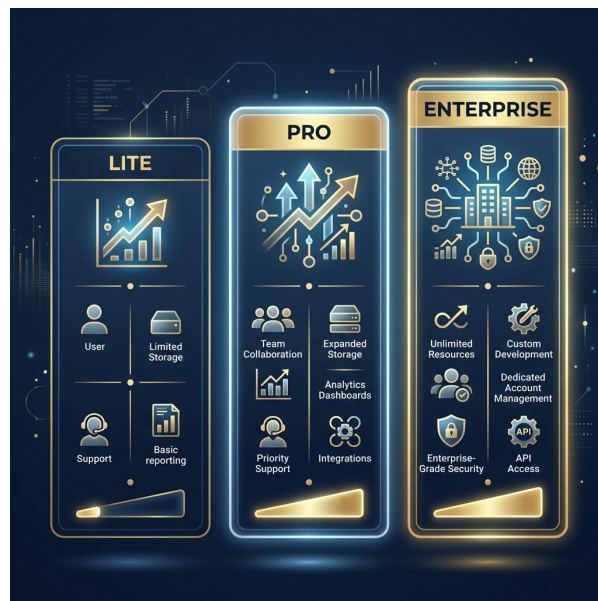 LITE
User
Limited
Storage
Support
Basic
reporting
PRO
Team
Collaboration
Expanded
Storage
Analytics
Dashboards
Priority
Support
Integrations
ENTERPRISE
Unlimited
Resources
Custom
Development
Dedicated
Account
Management
Enterprise-
Grade Security
API
API
Access